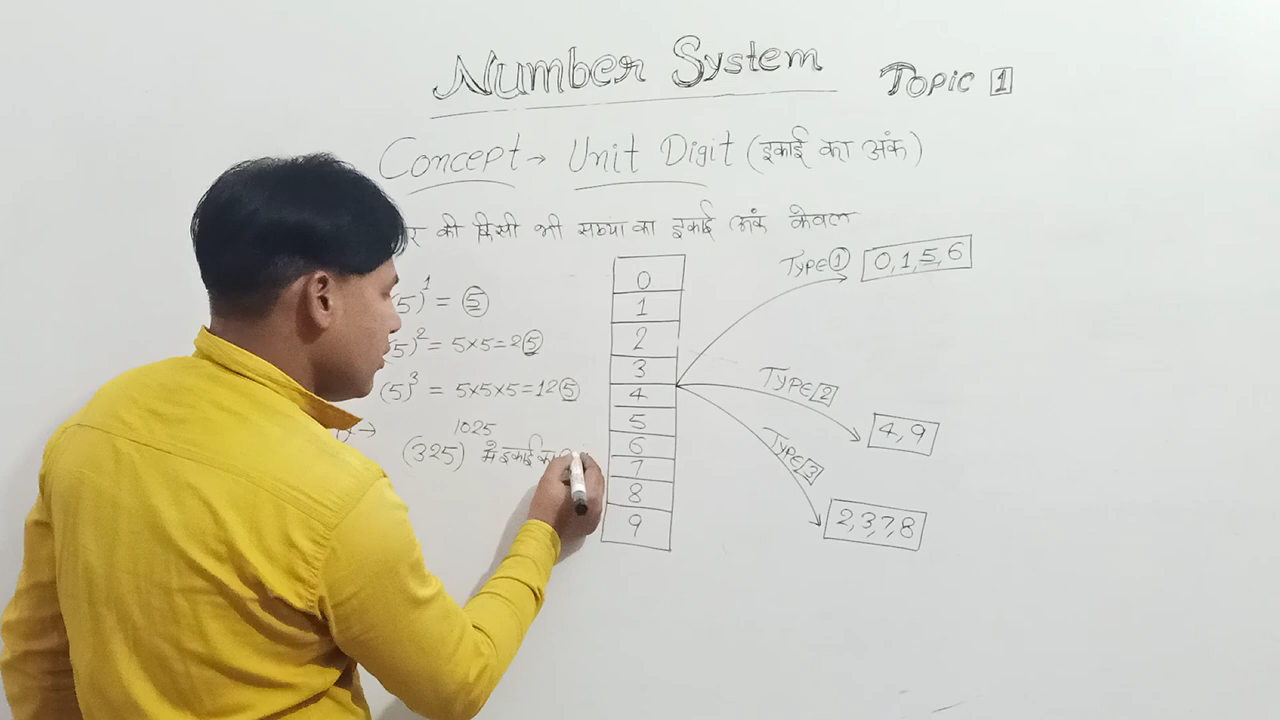 Number System
Topic 1
Concept → Unit Digit (इकाई का अंक)
की किसी भी संख्या का इकाई अंक केवल
(5)¹ = 5
(5)² = 5×5=25
(5)³ = 5×5×5=125
(325)¹⁰²⁵ में इकाई का
0
1
2
3
4
5
6
7
8
9
Type 1 0,1,5,6
Type 2 4,9
Type 3 2,3,7,8